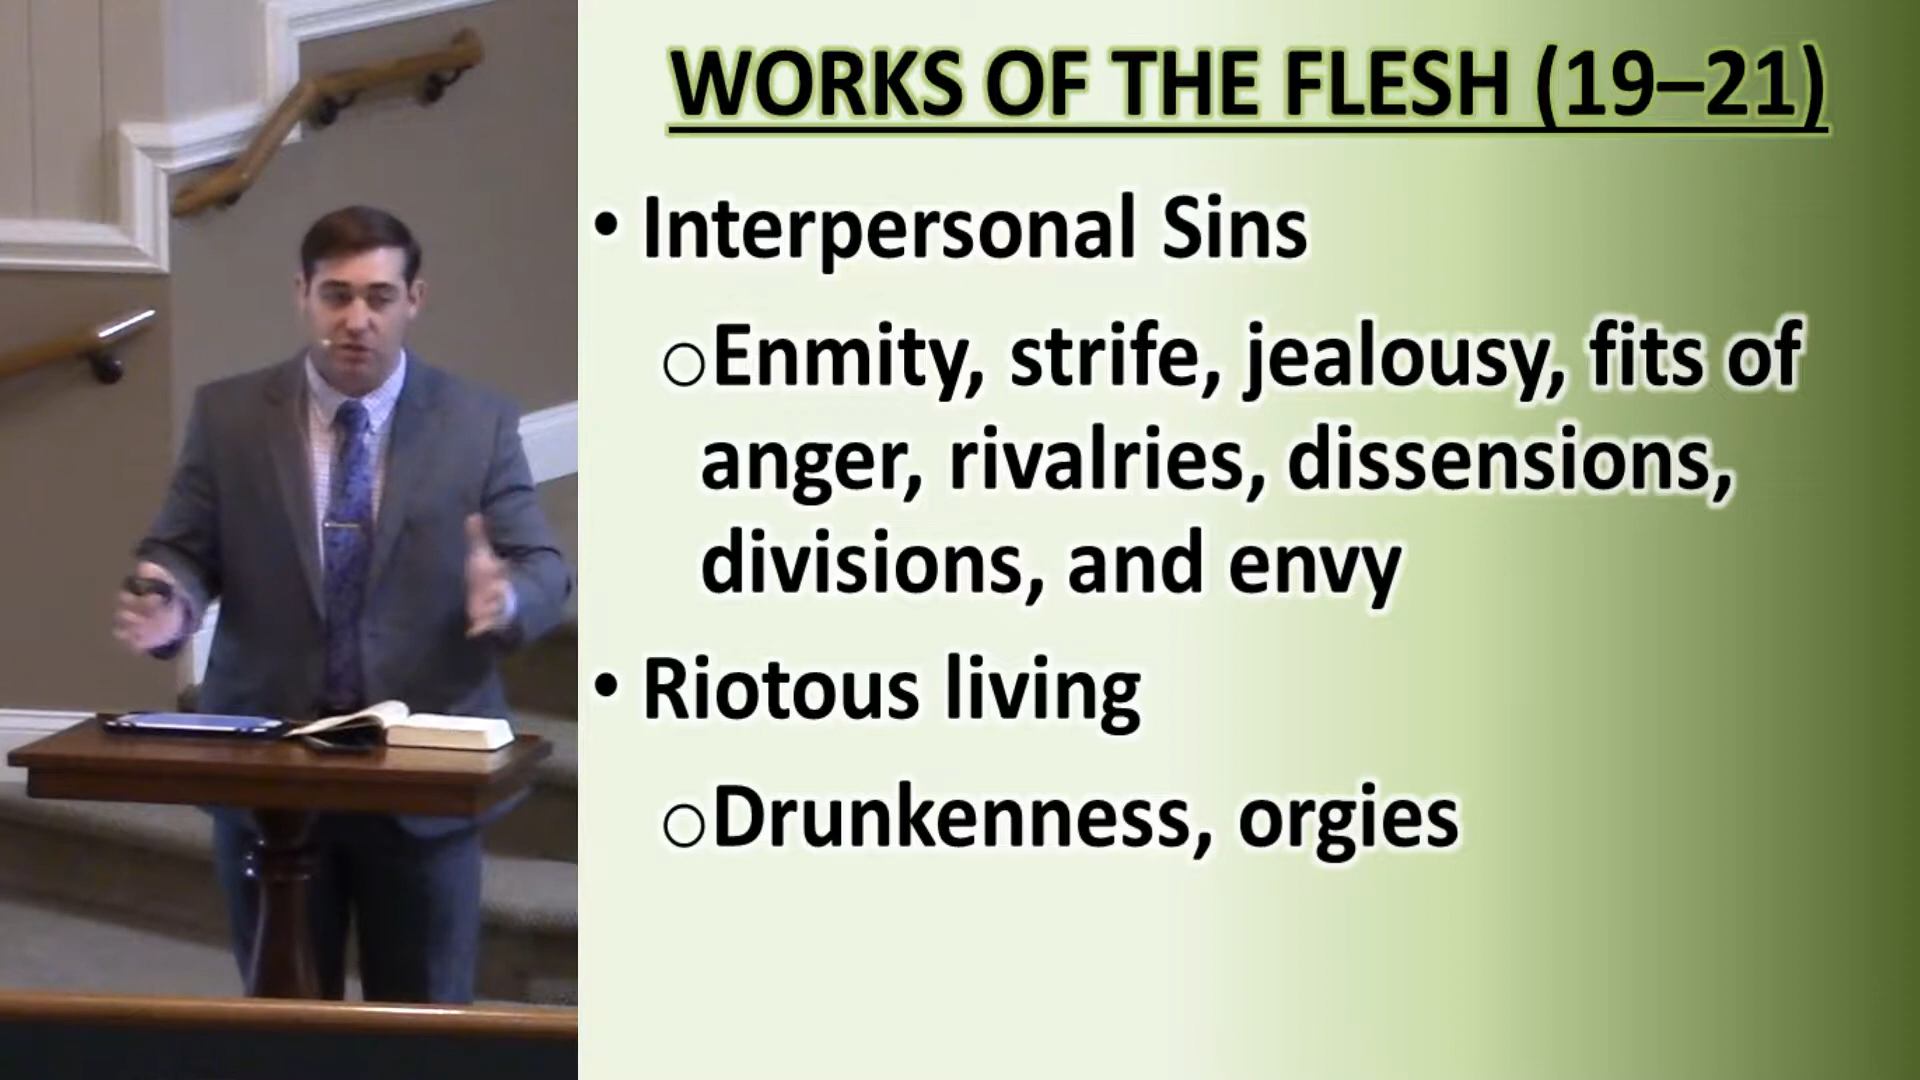 WORKS OF THE FLESH (19–21)
• Interpersonal Sins
○Enmity, strife, jealousy, fits of
anger, rivalries, dissensions,
divisions, and envy
• Riotous living
○Drunkenness, orgies